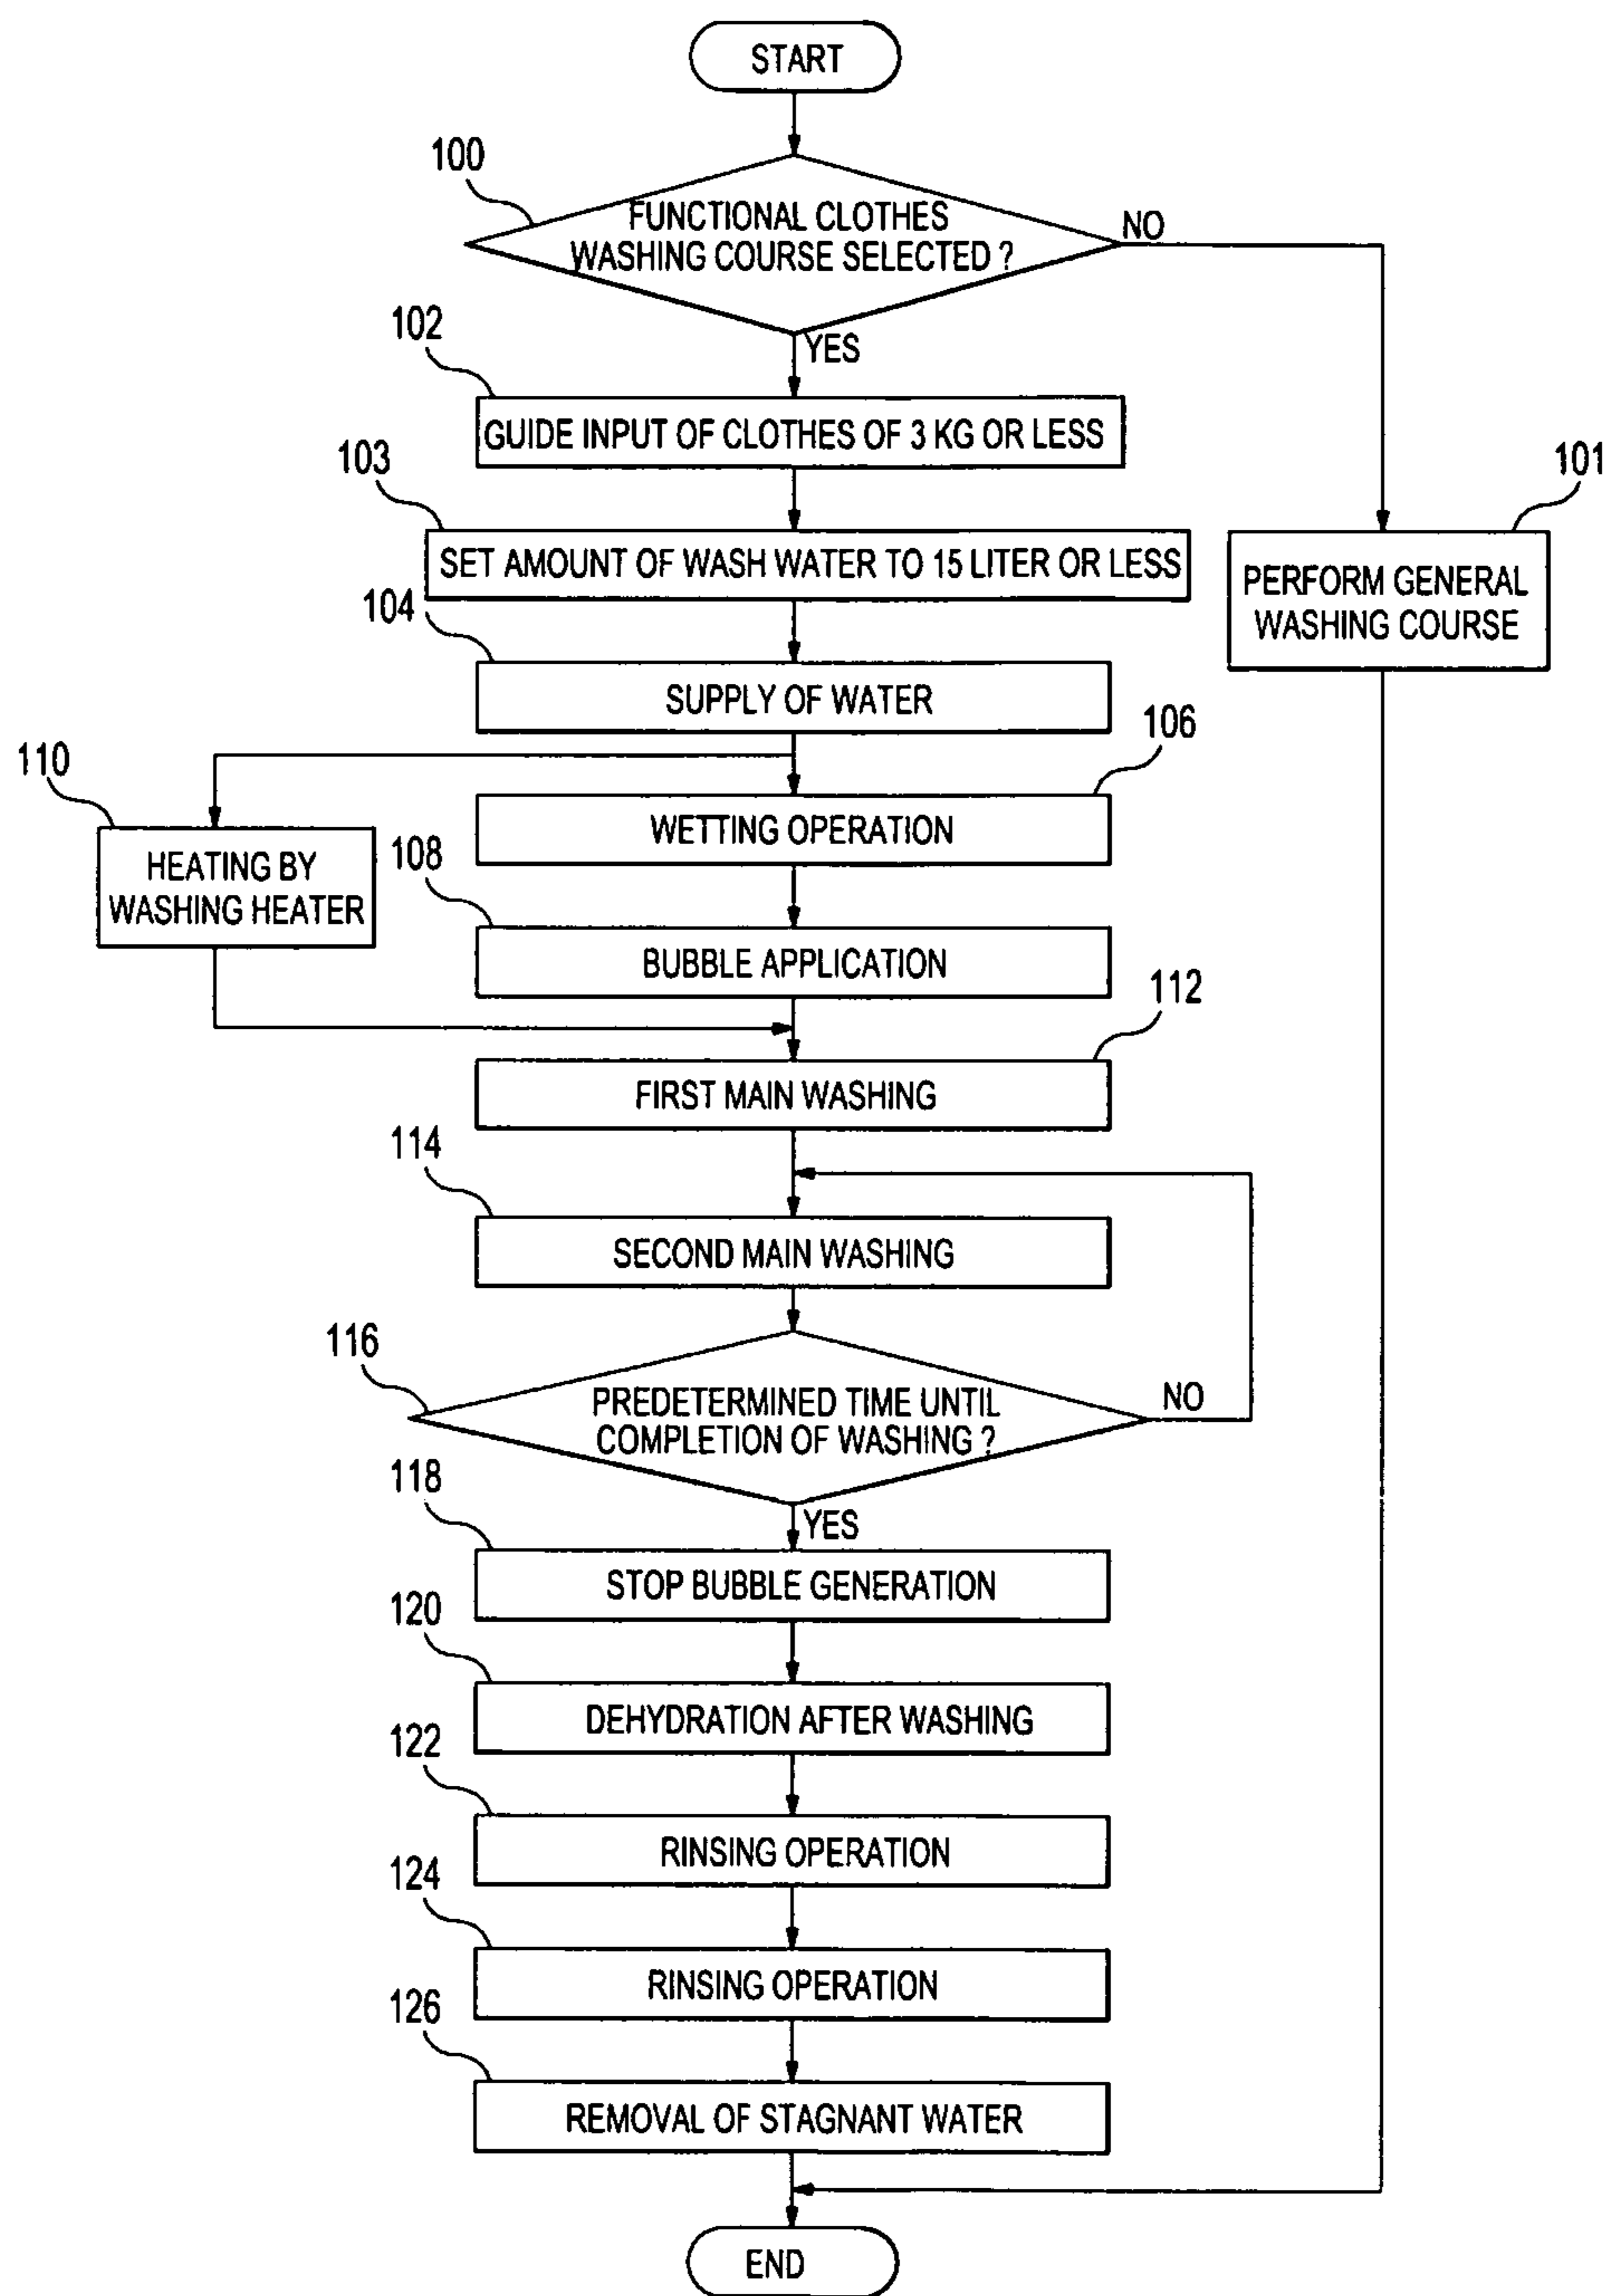 START
100
FUNCTIONAL CLOTHES
WASHING COURSE SELECTED ?
NO
YES
102
GUIDE INPUT OF CLOTHES OF 3 KG OR LESS
103
SET AMOUNT OF WASH WATER TO 15 LITER OR LESS
101
PERFORM GENERAL
WASHING COURSE
104
SUPPLY OF WATER
106
WETTING OPERATION
110
HEATING BY
WASHING HEATER
108
BUBBLE APPLICATION
112
FIRST MAIN WASHING
114
SECOND MAIN WASHING
116
PREDETERMINED TIME UNTIL
COMPLETION OF WASHING ?
NO
YES
118
STOP BUBBLE GENERATION
120
DEHYDRATION AFTER WASHING
122
RINSING OPERATION
124
RINSING OPERATION
126
REMOVAL OF STAGNANT WATER
END